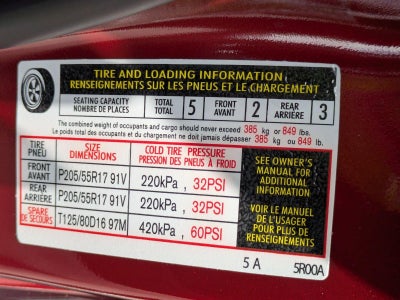 TIRE AND LOADING INFORMATION
RENSEIGNEMENTS SUR LES PNEUS ET LE CHARGEMENT
SEATING CAPACITY TOTAL 5 FRONT 2 REAR 3
NOMBRE DE PLACES TOTAL AVANT ARRIÈRE
The combined weight of occupants and cargo should never exceed 385 kg or 849 lbs.
Le poids total des occupants et du chargement ne doit jamais dépasser 385 kg ou 849 lb.
TIRE SIZE COLD TIRE PRESSURE
PNEU DIMENSIONS PRESSION DES PNEUS À FROID
FRONT
AVANT P205/55R17 91V 220kPa , 32PSI
REAR
ARRIÈRE P205/55R17 91V 220kPa , 32PSI
SPARE
DE SECOURS T125/80D16 97M 420kPa , 60PSI
SEE OWNER'S
MANUAL FOR
ADDITIONAL
INFORMATION
VOIR LE MANUEL
DE L'USAGER
POUR PLUS DE
RENSEIGNEMENTS
5 A 5R00A